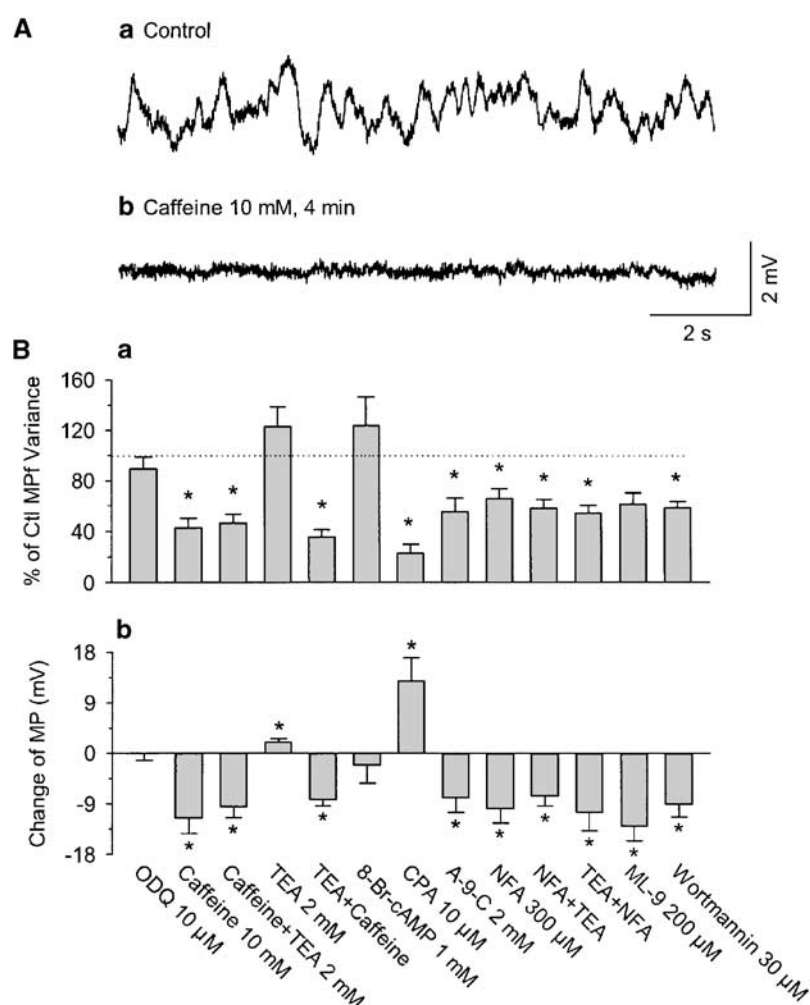 A
a Control
b Caffeine 10 mM, 4 min
2 mV
2 s
B
a
% of Ctl MPf Variance
160
120
80
40
0
* * * * * * * * *
b
Change of MP (mV)
18
9
0
-9
-18
* * * * * * * * * * *
ODQ 10 µM
Caffeine 10 mM
Caffeine+TEA 2 mM
TEA 2 mM
TEA+Caffeine
8-Br-cAMP 1 mM
CPA 10 µM
A-9-C 2 mM
NFA 300 µM
NFA+TEA
TEA+NFA
ML-9 200 µM
Wortmannin 30 µM